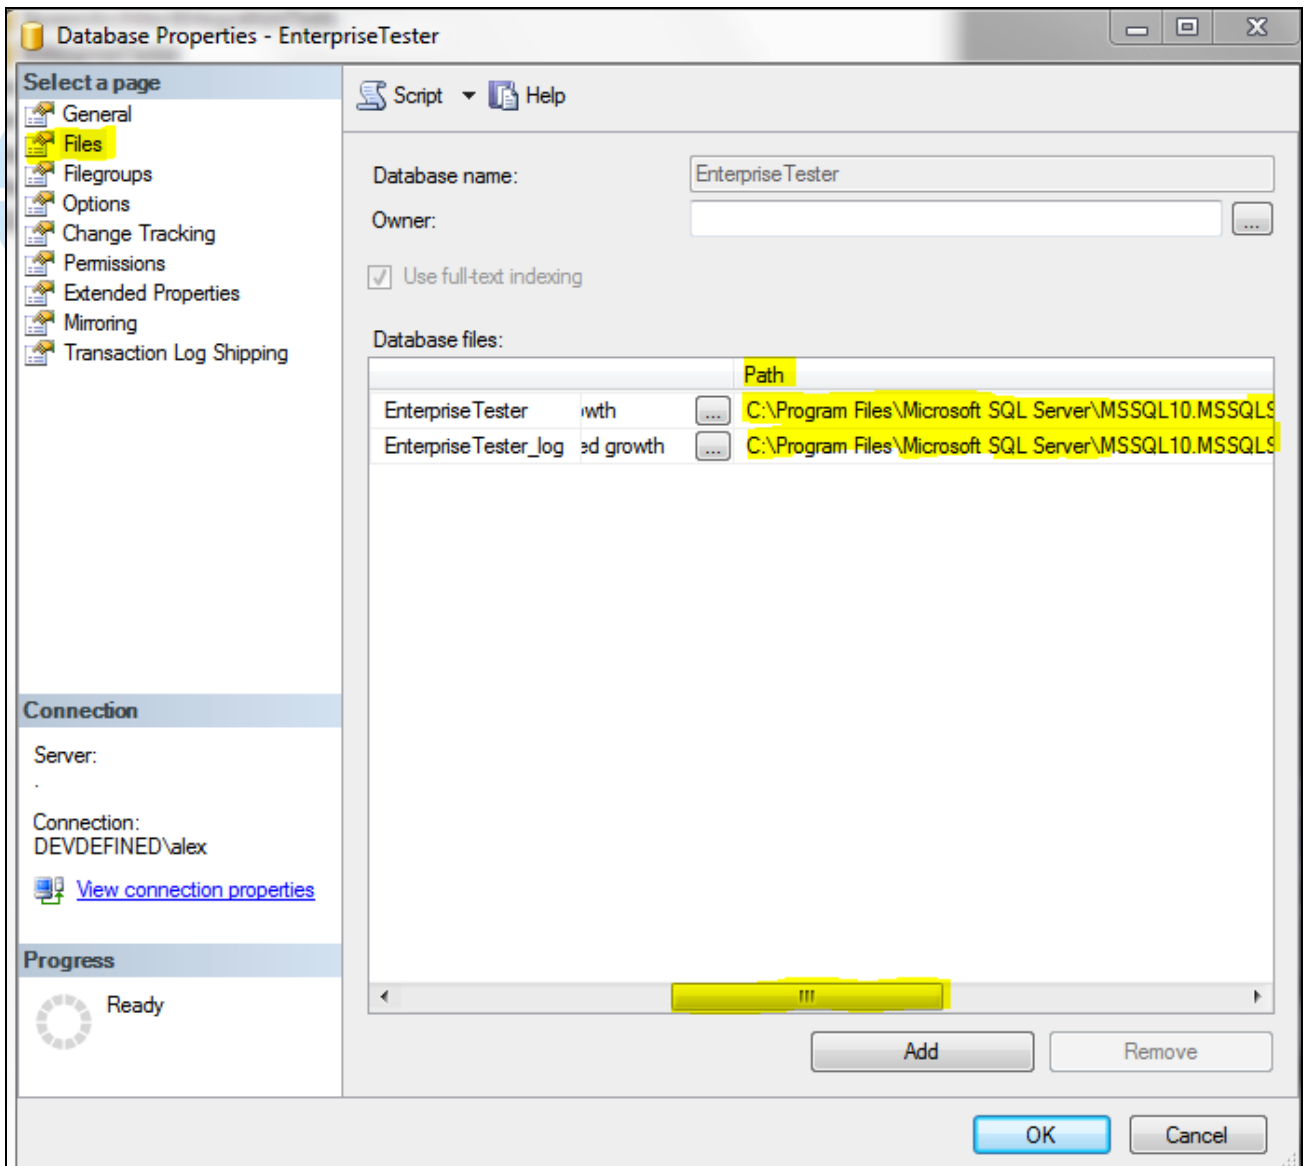 Database Properties - EnterpriseTester
Select a page
General
Files
Filegroups
Options
Change Tracking
Permissions
Extended Properties
Mirroring
Transaction Log Shipping
Script Help
Database name: EnterpriseTester
Owner: ...
Use full-text indexing
Database files:
Path
EnterpriseTester wth ... C:\Program Files\Microsoft SQL Server\MSSQL10.MSSQLS
EnterpriseTester_log ed growth ... C:\Program Files\Microsoft SQL Server\MSSQL10.MSSQLS
Add Remove
Connection
Server:
.
Connection:
DEVDEFINED\alex
View connection properties
Progress
Ready
OK Cancel